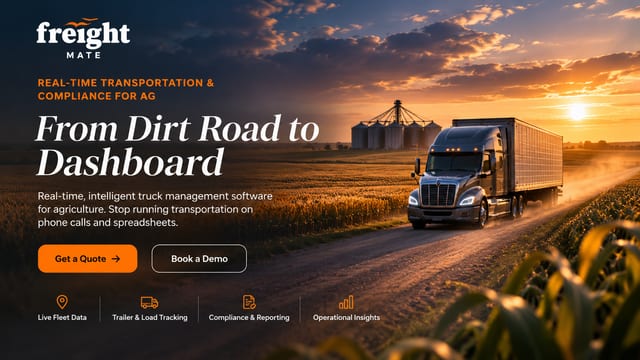 freight
MATE
REAL-TIME TRANSPORTATION &
COMPLIANCE FOR AG
From Dirt Road to
Dashboard
Real-time, intelligent truck management software
for agriculture. Stop running transportation on
phone calls and spreadsheets.
Get a Quote →
Book a Demo
Live Fleet Data
Trailer & Load Tracking
Compliance & Reporting
Operational Insights